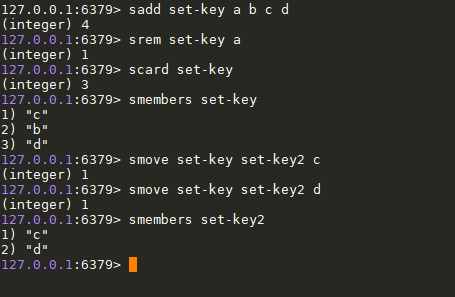 127.0.0.1:6379> sadd set-key a b c d
(integer) 4
127.0.0.1:6379> srem set-key a
(integer) 1
127.0.0.1:6379> scard set-key
(integer) 3
127.0.0.1:6379> smembers set-key
1) "c"
2) "b"
3) "d"
127.0.0.1:6379> smove set-key set-key2 c
(integer) 1
127.0.0.1:6379> smove set-key set-key2 d
(integer) 1
127.0.0.1:6379> smembers set-key2
1) "c"
2) "d"
127.0.0.1:6379>